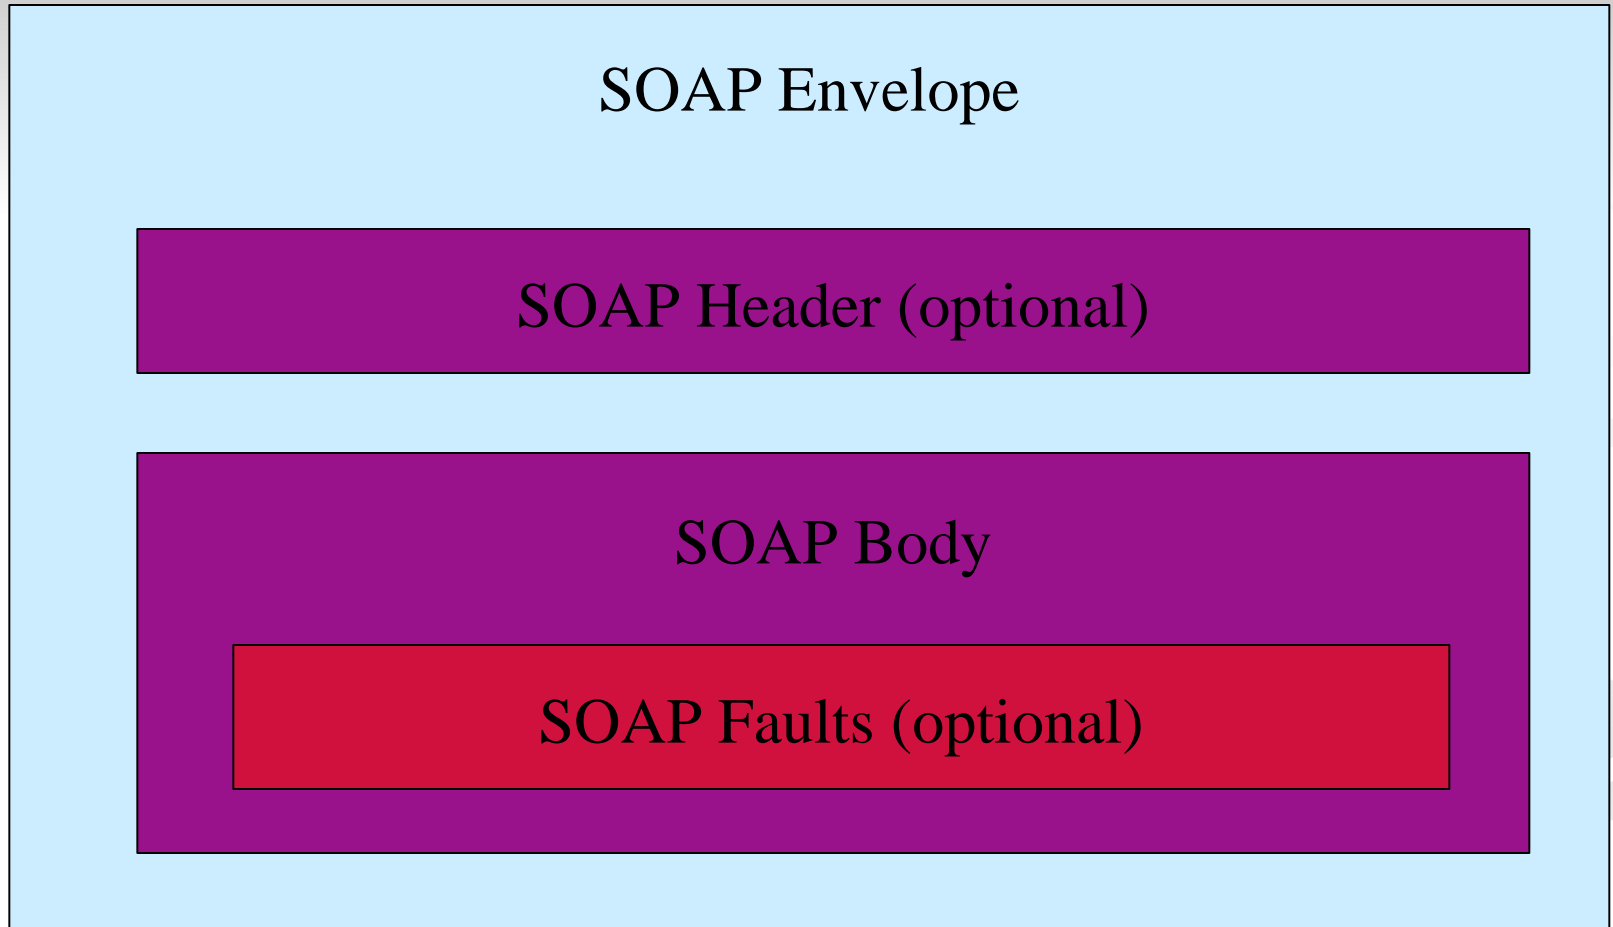 SOAP Envelope
SOAP Header (optional)
SOAP Body
SOAP Faults (optional)